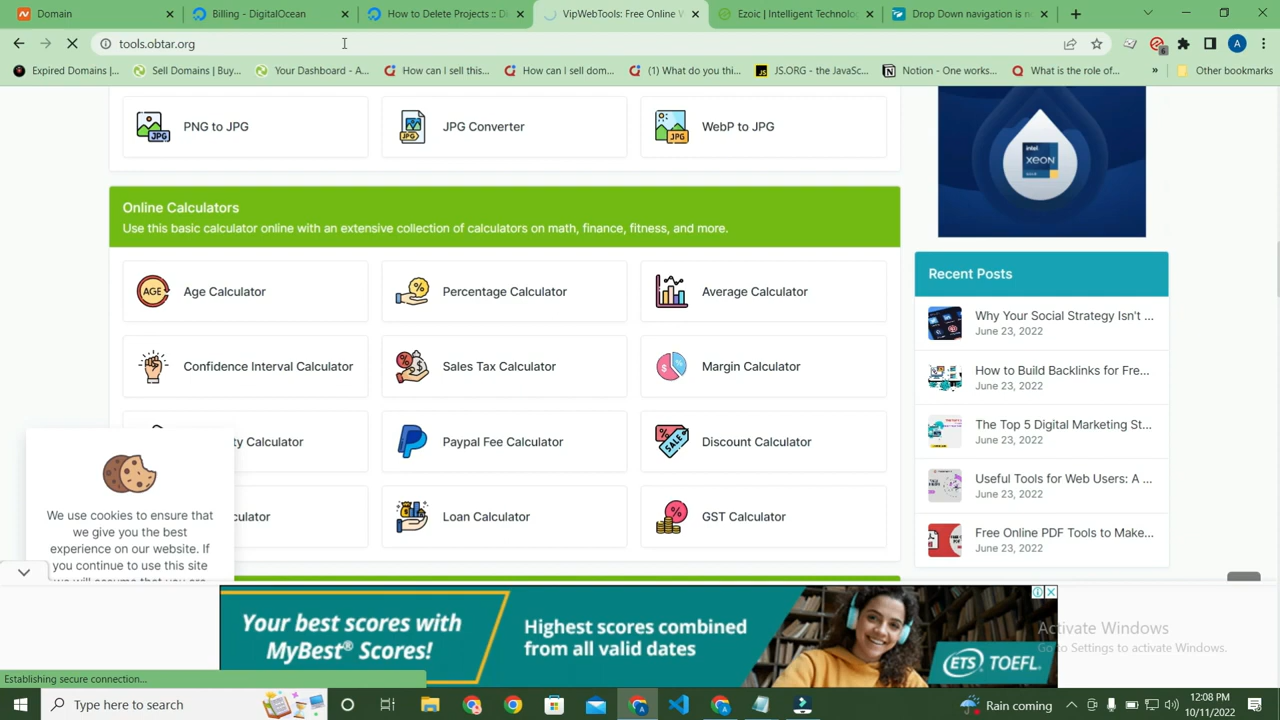 Domain
Billing - DigitalOcean
How to Delete Projects :: Di
VipWebTools: Free Online W
Ezoic | Intelligent Technolog
Drop Down navigation is no
tools.obtar.org
A
Expired Domains |...
Sell Domains | Buy...
Your Dashboard - A...
How can I sell this...
How can I sell dom...
(1) What do you thi...
JS.ORG - the JavaSc...
Notion - One works...
What is the role of...
»
Other bookmarks
PNG to JPG
JPG Converter
WebP to JPG
intel
XEON
Online Calculators
Use this basic calculator online with an extensive collection of calculators on math, finance, fitness, and more.
Age Calculator
Percentage Calculator
Average Calculator
Confidence Interval Calculator
Sales Tax Calculator
Margin Calculator
ty Calculator
Paypal Fee Calculator
Discount Calculator
culator
Loan Calculator
GST Calculator
Recent Posts
Why Your Social Strategy Isn't ...
June 23, 2022
How to Build Backlinks for Fre...
June 23, 2022
The Top 5 Digital Marketing St...
June 23, 2022
Useful Tools for Web Users: A ...
June 23, 2022
Free Online PDF Tools to Make...
June 23, 2022
We use cookies to ensure that
we give you the best
experience on our website. If
you continue to use this site
we will assume that you are
Your best scores with
MyBest® Scores!
Highest scores combined
from all valid dates
ETS TOEFL
Activate Windows
Go to Settings to activate Windows.
Establishing secure connection...
Type here to search
Rain coming
12:08 PM
10/11/2022